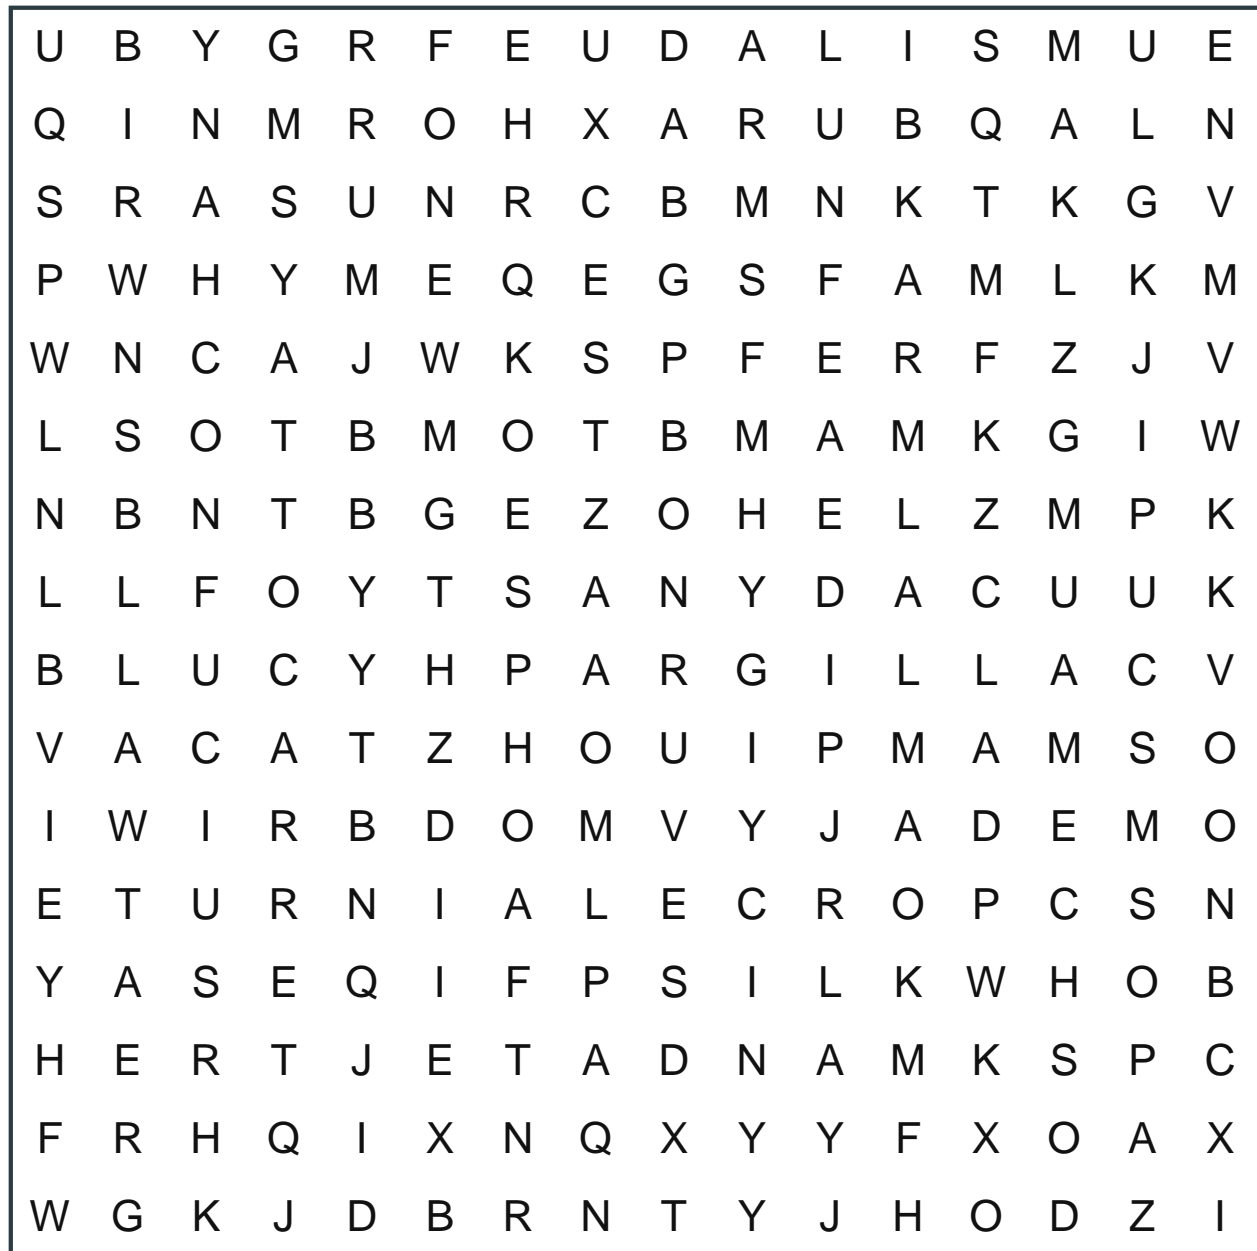 U B Y G R F E U D A L I S M U E
Q I N M R O H X A R U B Q A L N
S R A S U N R C B M N K T K G V
P W H Y M E Q E G S F A M L K M
W N C A J W K S P F E R F Z J V
L S O T B M O T B M A M K G I W
N B N T B G E Z O H E L Z M P K
L L F O Y T S A N Y D A C U U K
B L U C Y H P A R G I L L A C V
V A C A T Z H O U I P M A M S O
I W I R B D O M V Y J A D E M O
E T U R N I A L E C R O P C S N
Y A S E Q I F P S I L K W H O B
H E R T J E T A D N A M K S P C
F R H Q I X N Q X Y Y F X O A X
W G K J D B R N T Y J H O D Z I